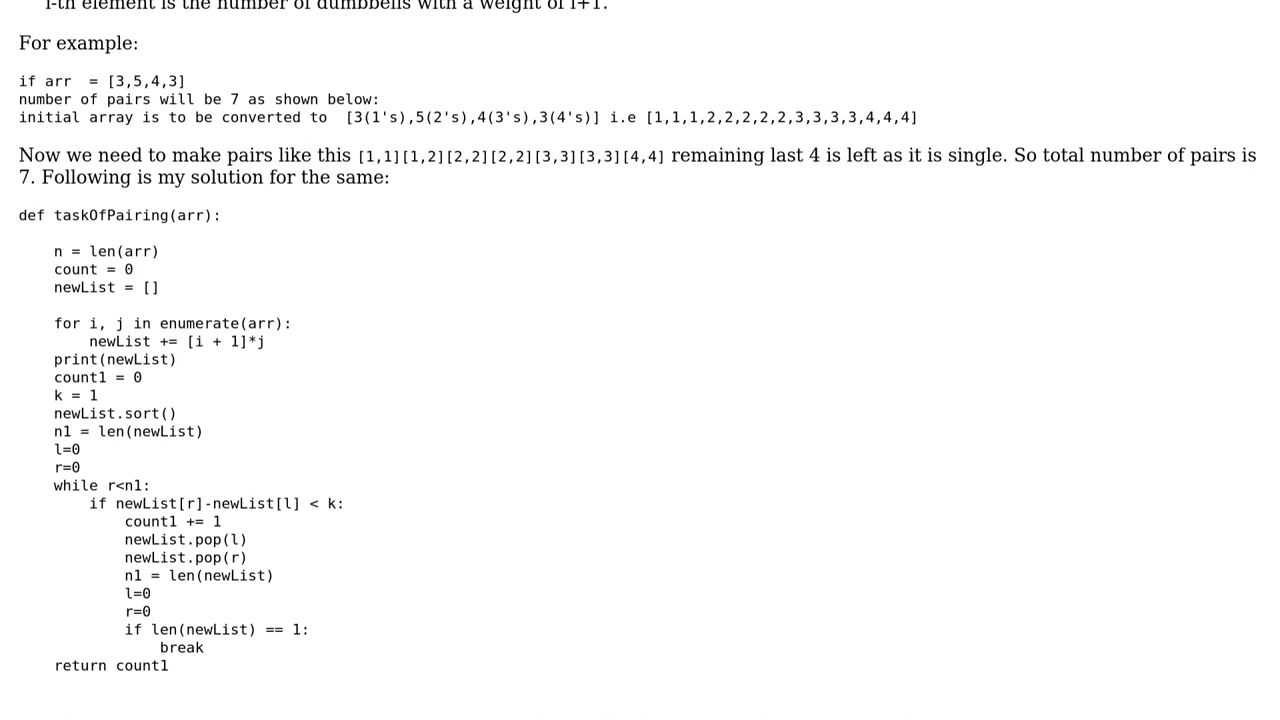 i-th element is the number of dumbbells with a weight of i+1.
For example:
if arr  = [3,5,4,3]
number of pairs will be 7 as shown below:
initial array is to be converted to  [3(1's),5(2's),4(3's),3(4's)] i.e [1,1,1,2,2,2,2,2,3,3,3,3,4,4,4]
Now we need to make pairs like this [1,1][1,2][2,2][2,2][3,3][3,3][4,4] remaining last 4 is left as it is single. So total number of pairs is
7. Following is my solution for the same:
def taskOfPairing(arr):
    n = len(arr)
    count = 0
    newList = []
    for i, j in enumerate(arr):
        newList += [i + 1]*j
    print(newList)
    count1 = 0
    k = 1
    newList.sort()
    n1 = len(newList)
    l=0
    r=0
    while r<n1:
        if newList[r]-newList[l] < k:
            count1 += 1
            newList.pop(l)
            newList.pop(r)
            n1 = len(newList)
            l=0
            r=0
            if len(newList) == 1:
                break
    return count1